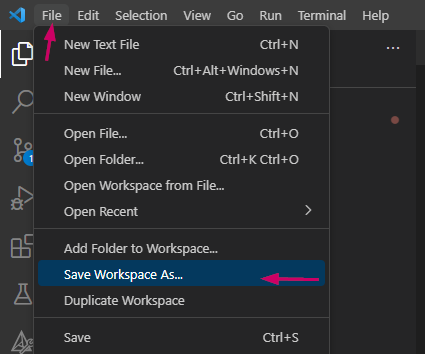 File Edit Selection View Go Run Terminal Help
New Text File Ctrl+N
New File... Ctrl+Alt+Windows+N
New Window Ctrl+Shift+N
Open File... Ctrl+O
Open Folder... Ctrl+K Ctrl+O
Open Workspace from File...
Open Recent
1
Add Folder to Workspace...
Save Workspace As...
Duplicate Workspace
Save Ctrl+S